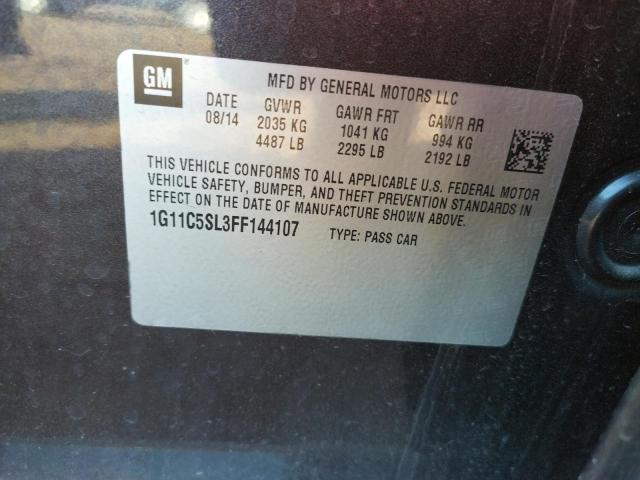 GM
MFD BY GENERAL MOTORS LLC
DATE GVWR GAWR FRT GAWR RR
08/14 2035 KG 1041 KG 994 KG
4487 LB 2295 LB 2192 LB
THIS VEHICLE CONFORMS TO ALL APPLICABLE U.S. FEDERAL MOTOR
VEHICLE SAFETY, BUMPER, AND THEFT PREVENTION STANDARDS IN
EFFECT ON THE DATE OF MANUFACTURE SHOWN ABOVE.
1G11C5SL3FF144107 TYPE: PASS CAR